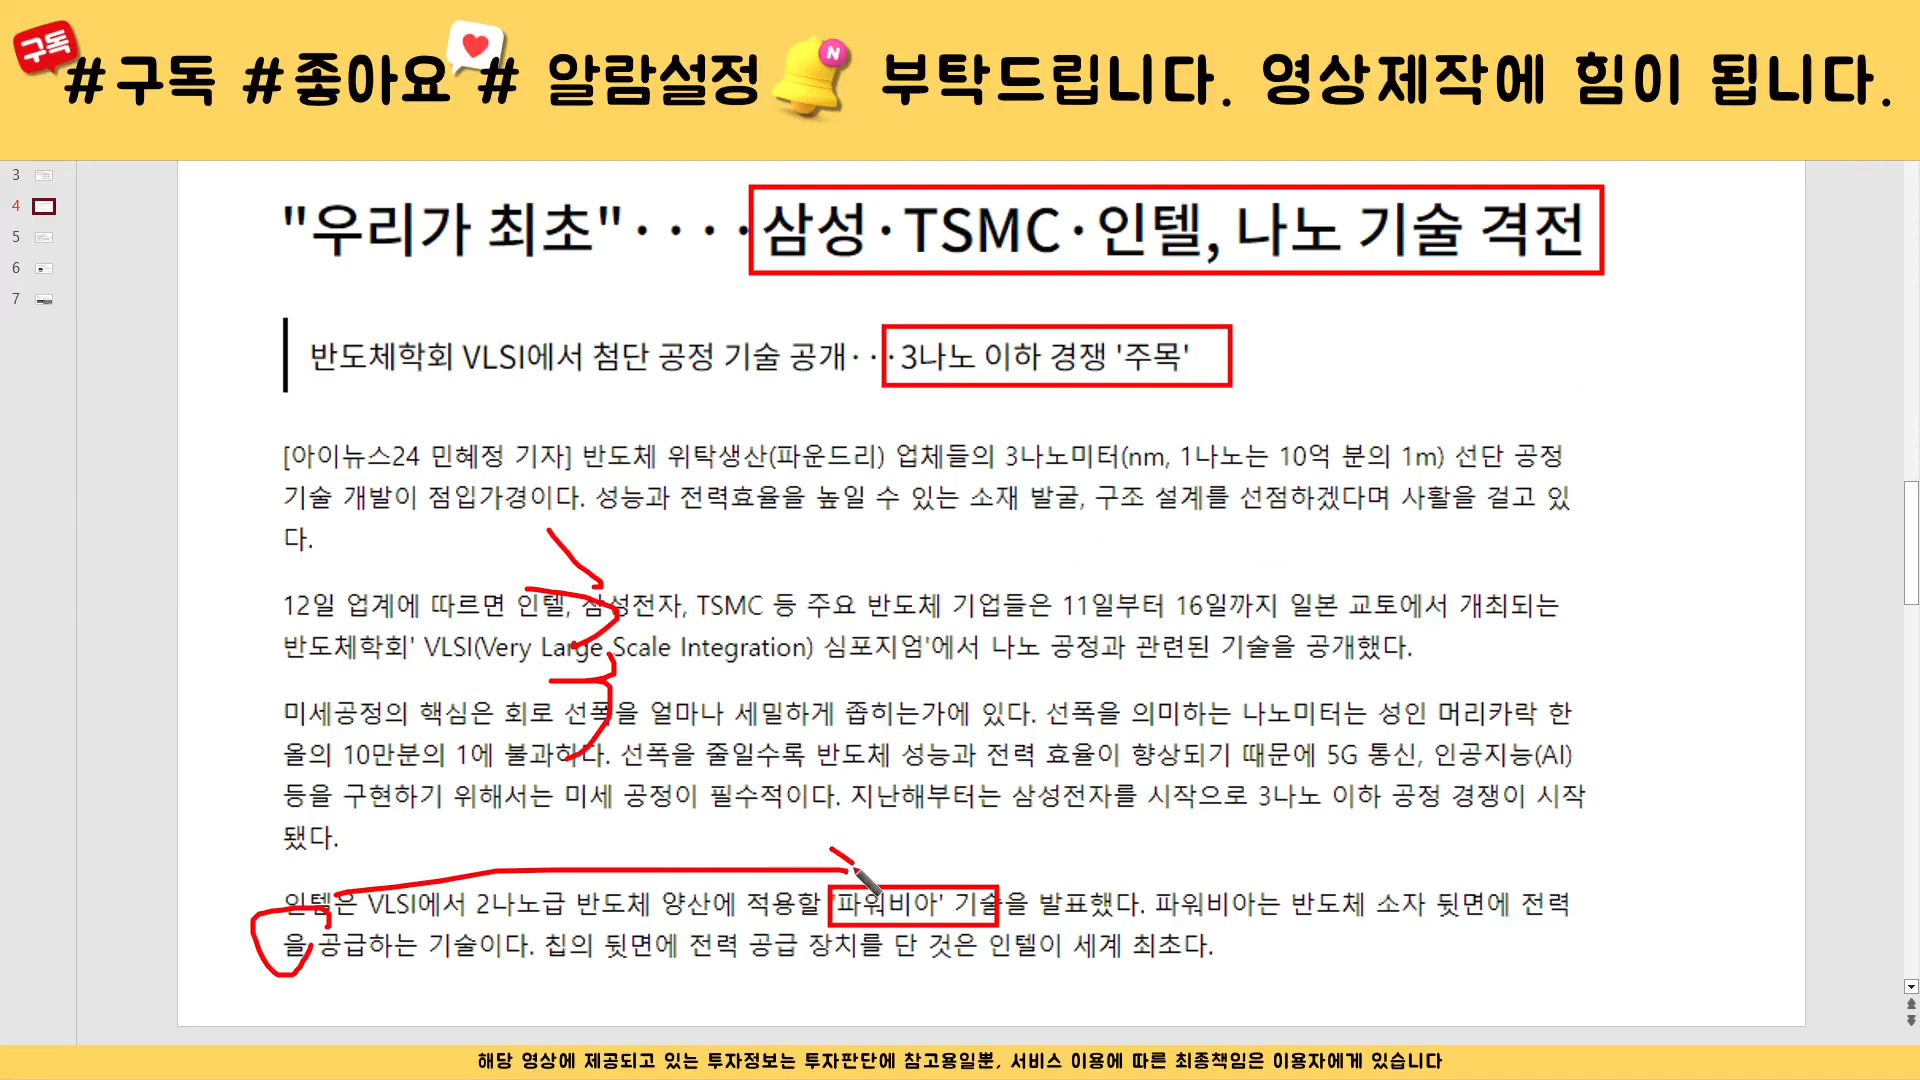 구독
#구독 #좋아요 # 알람설정 N 부탁드립니다. 영상제작에 힘이 됩니다.
3
4
5
6
7
"우리가 최초"····삼성·TSMC·인텔, 나노 기술 격전
반도체학회 VLSI에서 첨단 공정 기술 공개···3나노 이하 경쟁 '주목'
[아이뉴스24 민혜정 기자] 반도체 위탁생산(파운드리) 업체들의 3나노미터(nm, 1나노는 10억 분의 1m) 선단 공정
기술 개발이 점입가경이다. 성능과 전력효율을 높일 수 있는 소재 발굴, 구조 설계를 선점하겠다며 사활을 걸고 있
다.
12일 업계에 따르면 인텔, 삼성전자, TSMC 등 주요 반도체 기업들은 11일부터 16일까지 일본 교토에서 개최되는
반도체학회' VLSI(Very Large Scale Integration) 심포지엄'에서 나노 공정과 관련된 기술을 공개했다.
미세공정의 핵심은 회로 선폭을 얼마나 세밀하게 좁히는가에 있다. 선폭을 의미하는 나노미터는 성인 머리카락 한
올의 10만분의 1에 불과하다. 선폭을 줄일수록 반도체 성능과 전력 효율이 향상되기 때문에 5G 통신, 인공지능(AI)
등을 구현하기 위해서는 미세 공정이 필수적이다. 지난해부터는 삼성전자를 시작으로 3나노 이하 공정 경쟁이 시작
됐다.
인텔은 VLSI에서 2나노급 반도체 양산에 적용할 '파워비아' 기술을 발표했다. 파워비아는 반도체 소자 뒷면에 전력
을 공급하는 기술이다. 칩의 뒷면에 전력 공급 장치를 단 것은 인텔이 세계 최초다.
해당 영상에 제공되고 있는 투자정보는 투자판단에 참고용일뿐, 서비스 이용에 따른 최종책임은 이용자에게 있습니다